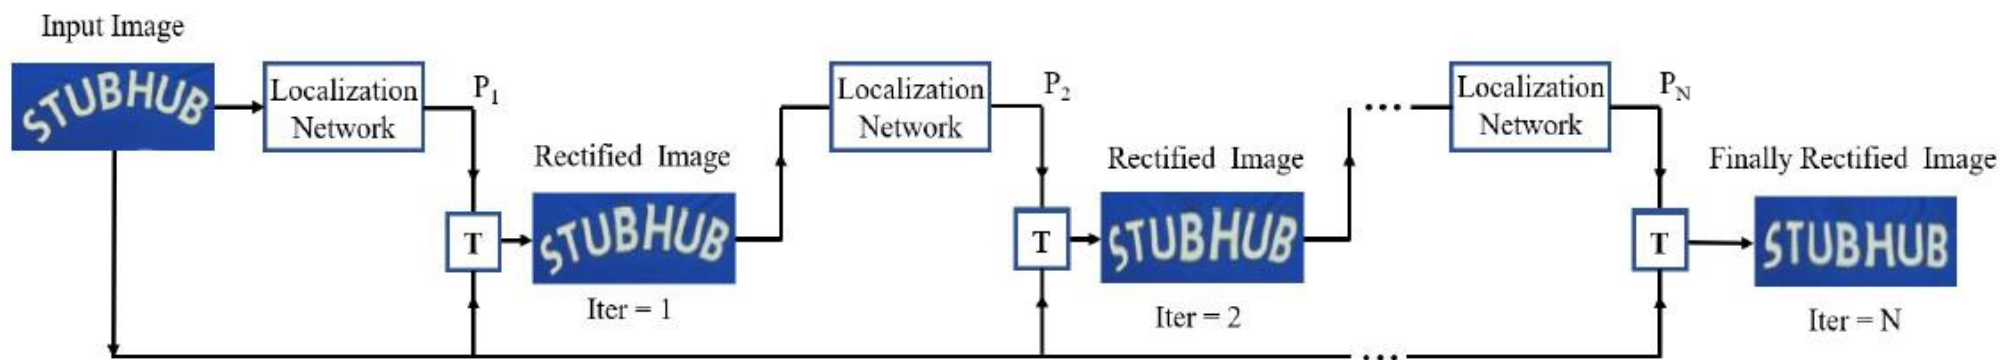 Input Image
STUBHUB
Localization
Network
P₁
T
Rectified Image
STUBHUB
Iter = 1
Localization
Network
P₂
T
Rectified Image
STUBHUB
Iter = 2
...
Localization
Network
P_N
T
Finally Rectified Image
STUBHUB
Iter = N
...